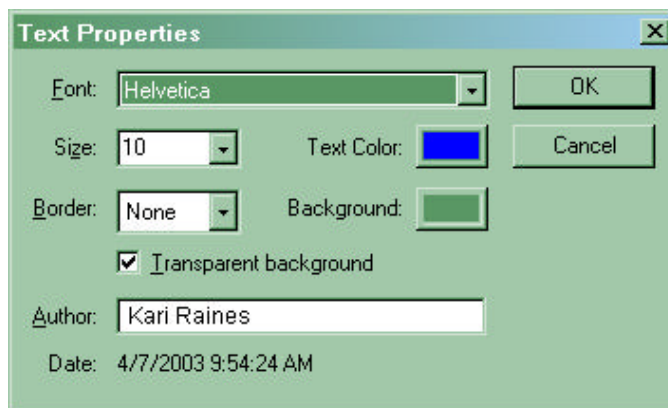 Text Properties
Font: Helvetica OK
Size: 10 Text Color: Cancel
Border: None Background:
Transparent background
Author: Kari Raines
Date: 4/7/2003 9:54:24 AM